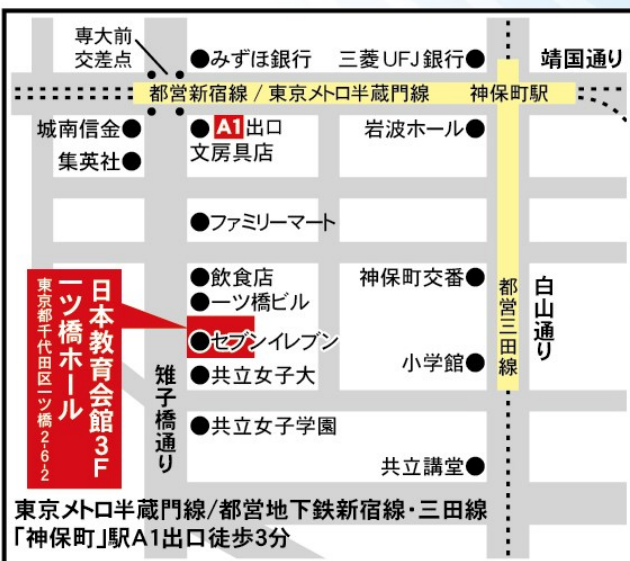 専大前
交差点
みずほ銀行
三菱UFJ銀行
靖国通り
都営新宿線 / 東京メトロ半蔵門線
神保町駅
城南信金
集英社
A1出口
文房具店
岩波ホール
ファミリーマート
飲食店
一ツ橋ビル
セブンイレブン
共立女子大
共立女子学園
神保町交番
小学館
共立講堂
都営三田線
白山通り
雉子橋通り
日本教育会館3F
一ツ橋ホール
東京都千代田区一ツ橋2-6-2
東京メトロ半蔵門線/都営地下鉄新宿線・三田線
「神保町」駅A1出口徒歩3分